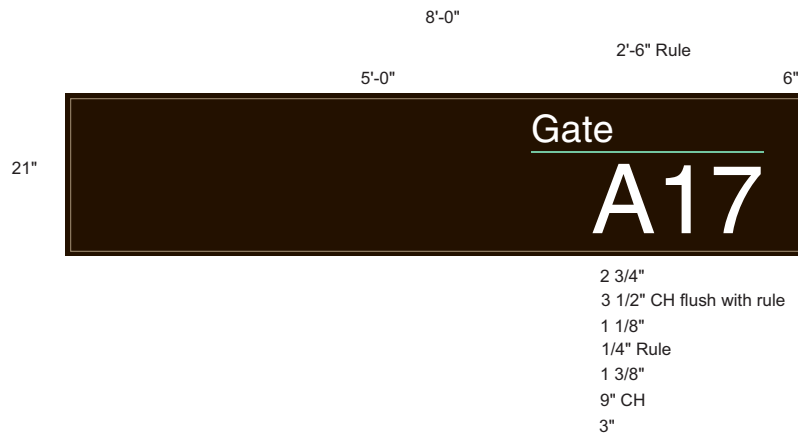 8'-0"
2'-6" Rule
5'-0" 6"
Gate
21"
A17
2 3/4"
3 1/2" CH flush with rule
1 1/8"
1/4" Rule
1 3/8"
9" CH
3"